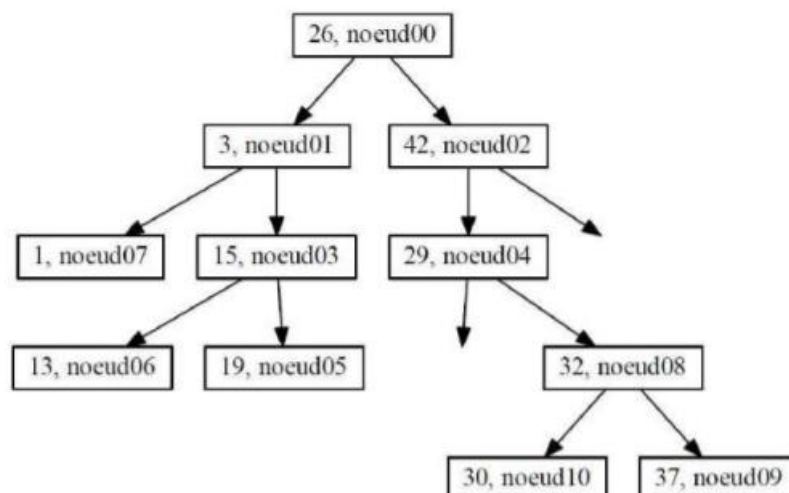 26, noeud00
3, noeud01
42, noeud02
1, noeud07
15, noeud03
29, noeud04
13, noeud06
19, noeud05
32, noeud08
30, noeud10
37, noeud09